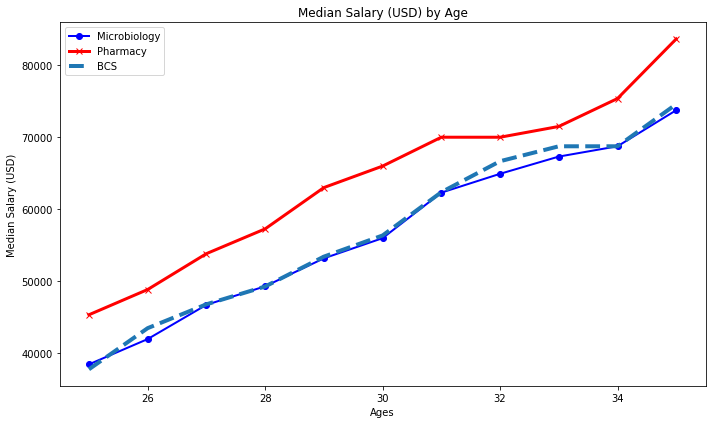 Median Salary (USD) by Age
Microbiology
Pharmacy
BCS
Median Salary (USD)
80000
70000
60000
50000
40000
26 28 30 32 34
Ages